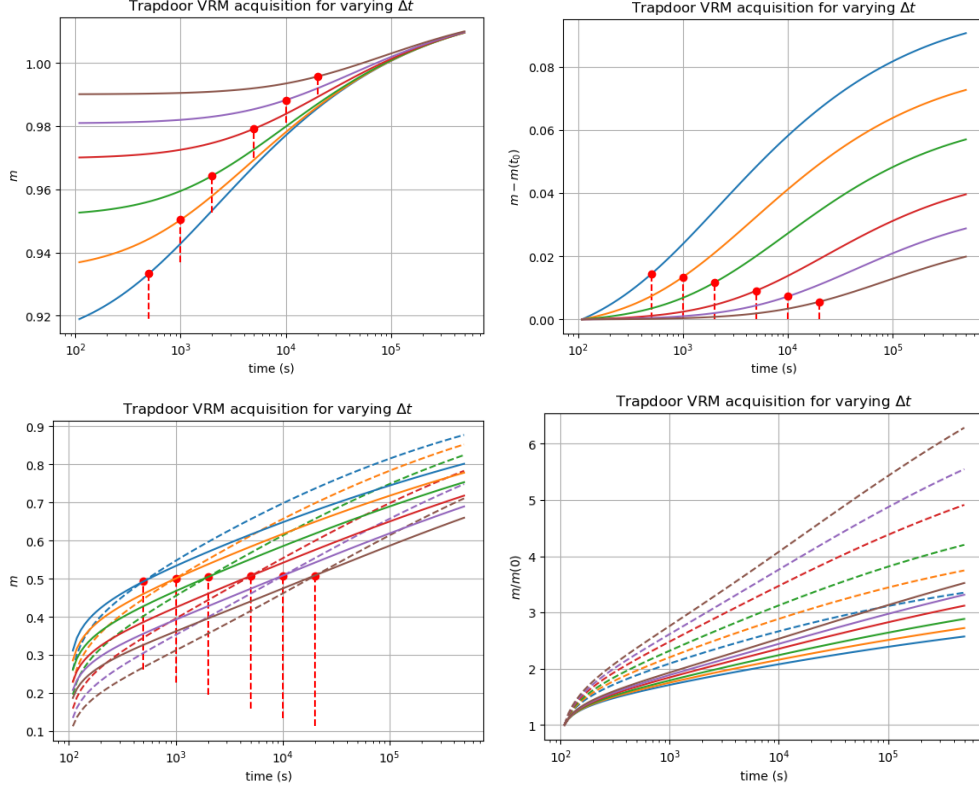 Trapdoor VRM acquisition for varying Δt
1.00
0.98
0.96
0.94
0.92
m
10² 10³ 10⁴ 10⁵
time (s)
Trapdoor VRM acquisition for varying Δt
0.08
0.06
0.04
0.02
0.00
m − m(t₀)
10² 10³ 10⁴ 10⁵
time (s)
Trapdoor VRM acquisition for varying Δt
0.9
0.8
0.7
0.6
0.5
0.4
0.3
0.2
0.1
m
10² 10³ 10⁴ 10⁵
time (s)
Trapdoor VRM acquisition for varying Δt
6
5
4
3
2
1
m/m(0)
10² 10³ 10⁴ 10⁵
time (s)